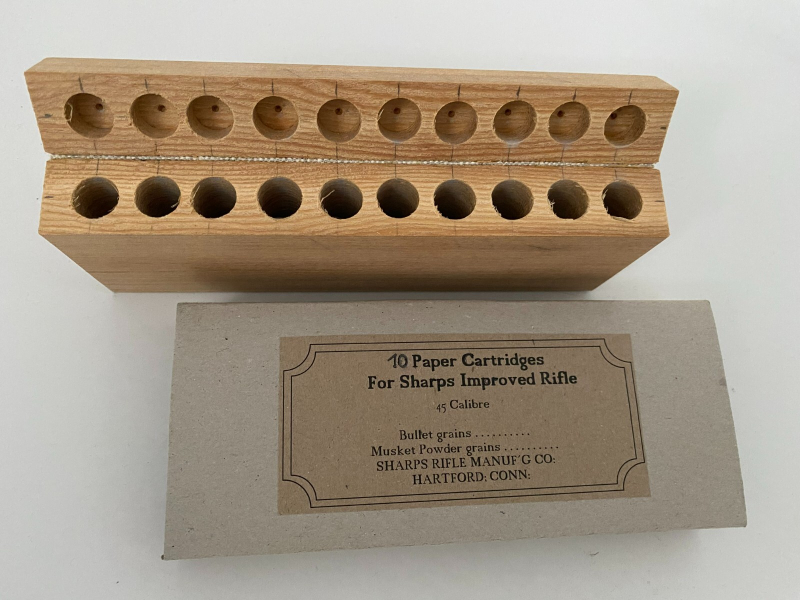 10 Paper Cartridges
For Sharps Improved Rifle
45 Calibre
Bullet grains ..........
Musket Powder grains ..........
SHARPS RIFLE MANUF'G CO:
HARTFORD: CONN: